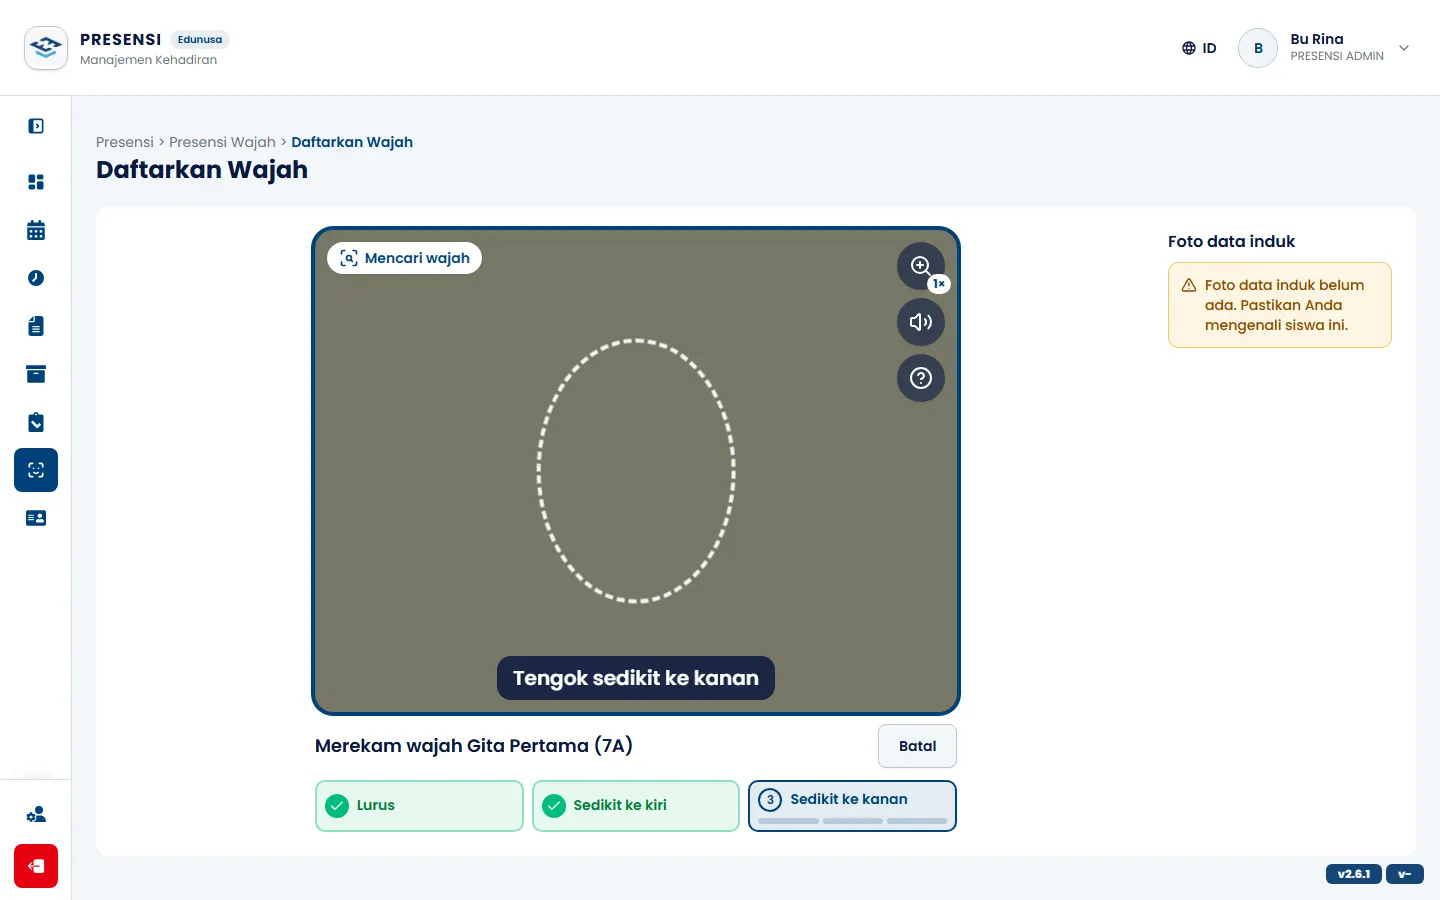 PRESENSI Edunusa
Manajemen Kehadiran
ID
B
Bu Rina
PRESENSI ADMIN
Presensi > Presensi Wajah > Daftarkan Wajah
Daftarkan Wajah
Mencari wajah
1×
Tengok sedikit ke kanan
Foto data induk
Foto data induk belum
ada. Pastikan Anda
mengenali siswa ini.
Merekam wajah Gita Pertama (7A)
Batal
Lurus
Sedikit ke kiri
3 Sedikit ke kanan
v2.6.1
v-